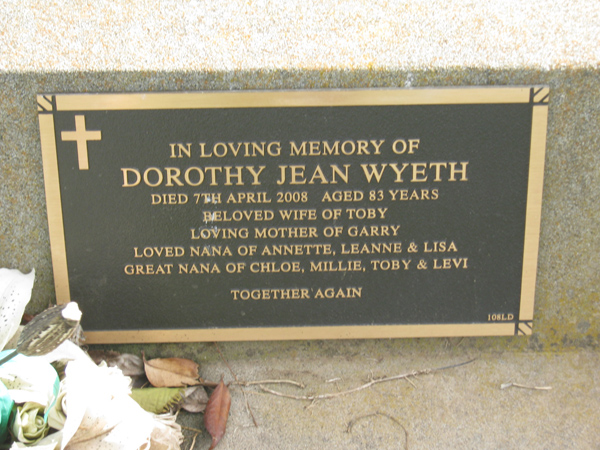 IN LOVING MEMORY OF
DOROTHY JEAN WYETH
DIED 7TH APRIL 2008 AGED 83 YEARS
BELOVED WIFE OF TOBY
LOVING MOTHER OF GARRY
LOVED NANA OF ANNETTE, LEANNE & LISA
GREAT NANA OF CHLOE, MILLIE, TOBY & LEVI
TOGETHER AGAIN
108LD